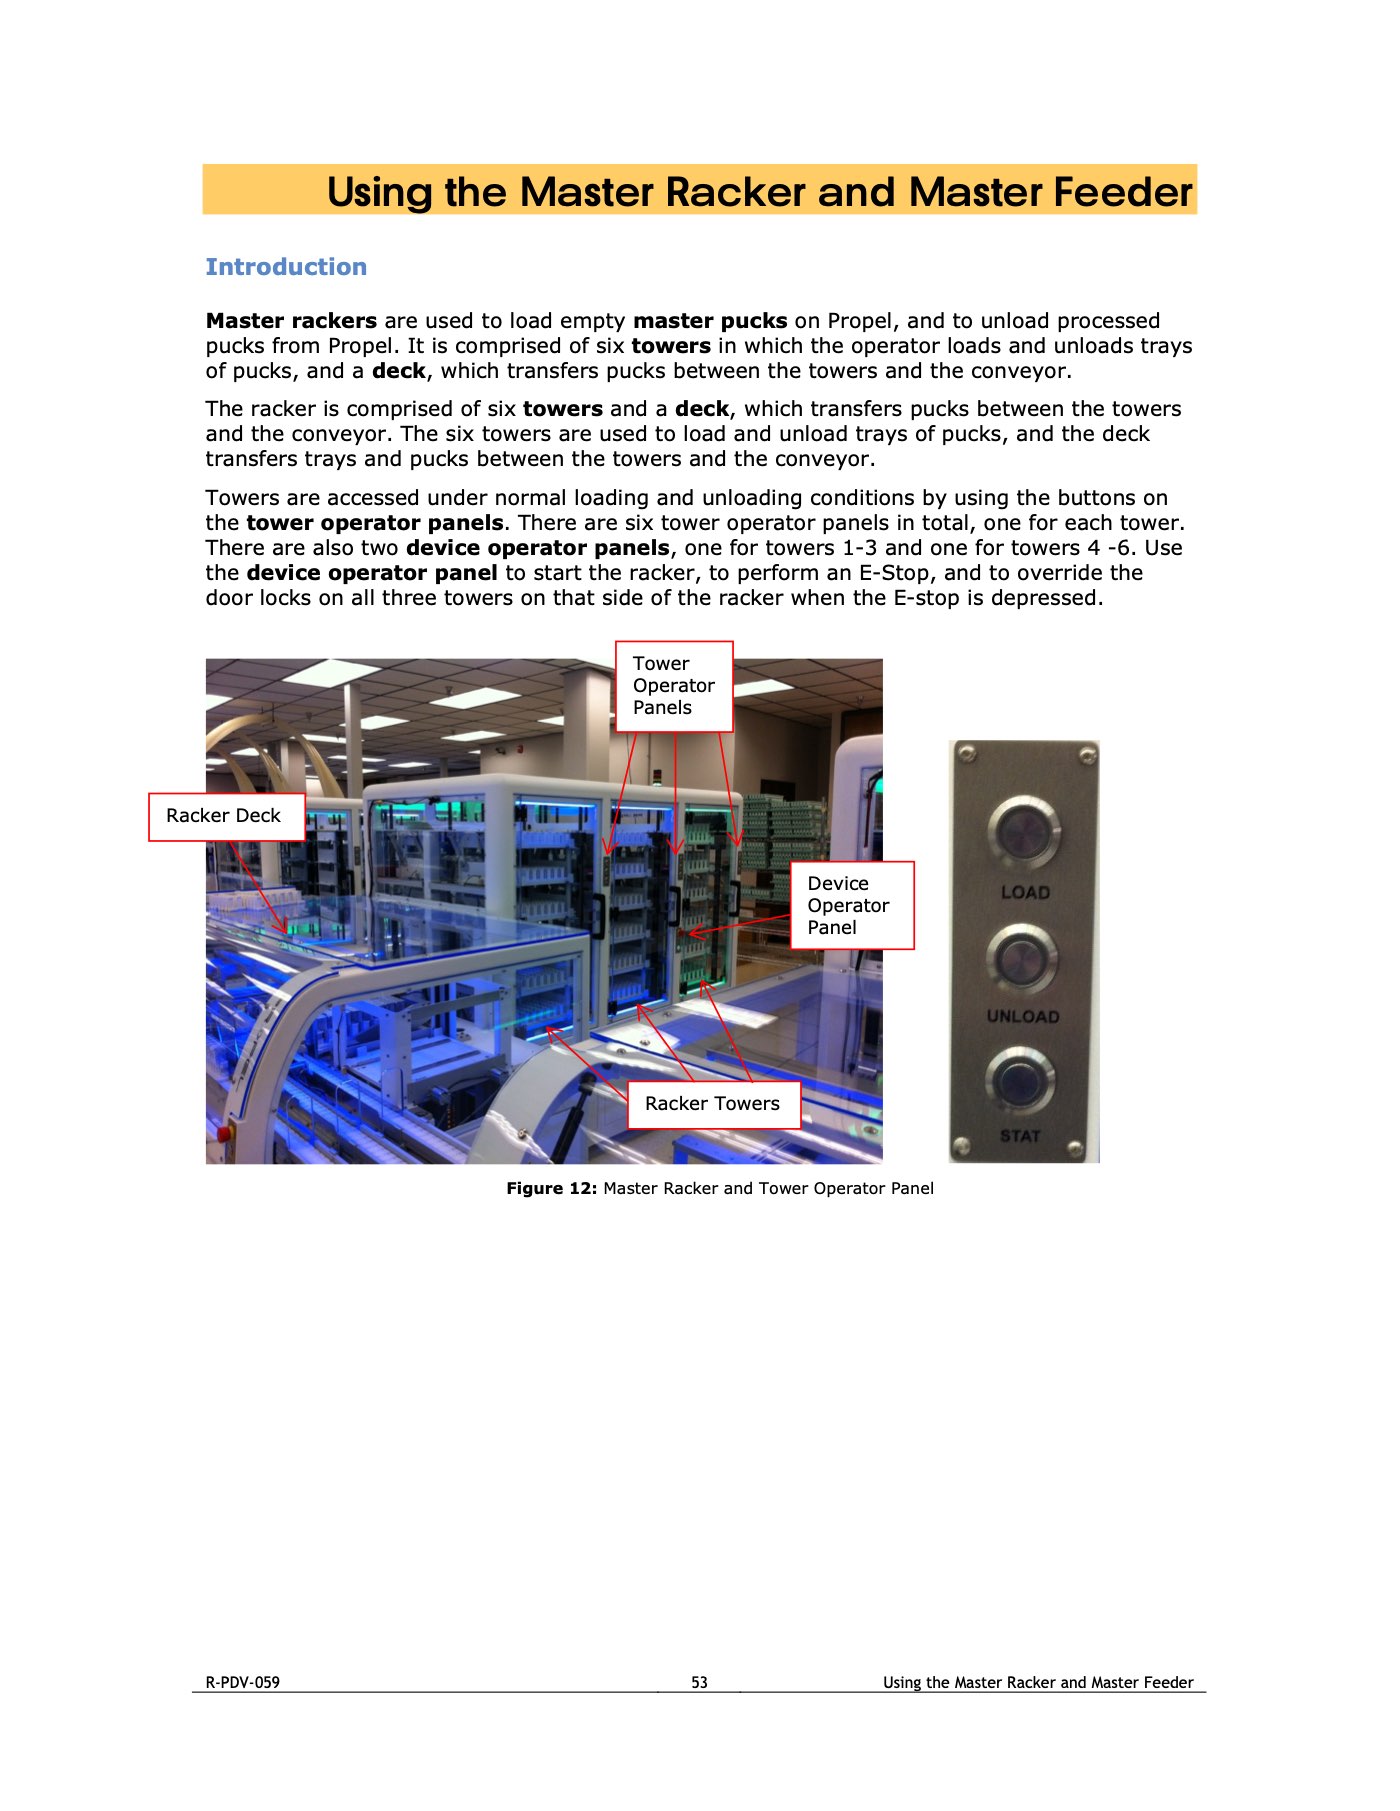 Using the Master Racker and Master Feeder
Introduction
Master rackers are used to load empty master pucks on Propel, and to unload processed
pucks from Propel. It is comprised of six towers in which the operator loads and unloads trays
of pucks, and a deck, which transfers pucks between the towers and the conveyor.
The racker is comprised of six towers and a deck, which transfers pucks between the towers
and the conveyor. The six towers are used to load and unload trays of pucks, and the deck
transfers trays and pucks between the towers and the conveyor.
Towers are accessed under normal loading and unloading conditions by using the buttons on
the tower operator panels. There are six tower operator panels in total, one for each tower.
There are also two device operator panels, one for towers 1-3 and one for towers 4 -6. Use
the device operator panel to start the racker, to perform an E-Stop, and to override the
door locks on all three towers on that side of the racker when the E-stop is depressed.
Tower
Operator
Panels
Racker Deck
Device
Operator
Panel
Racker Towers
LOAD
UNLOAD
STAT
Figure 12: Master Racker and Tower Operator Panel
R-PDV-059 53 Using the Master Racker and Master Feeder